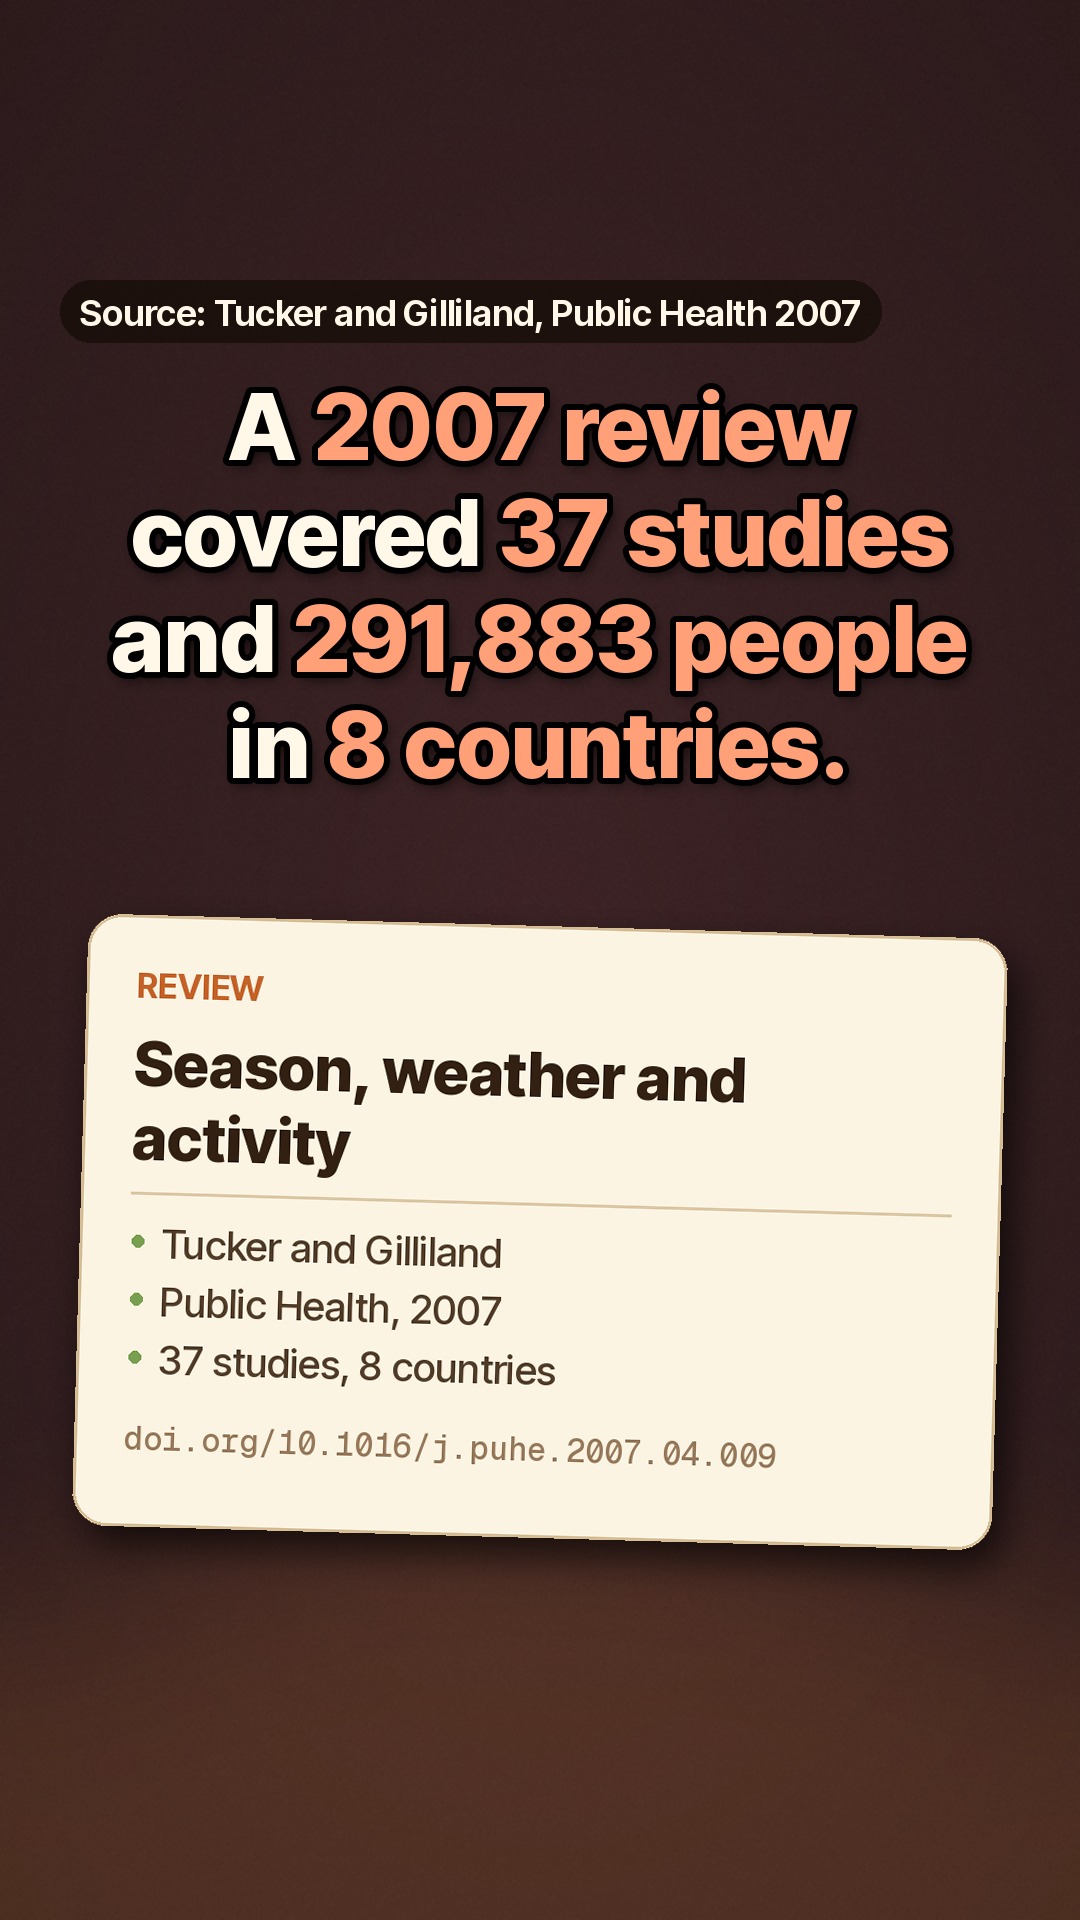 Source: Tucker and Gilliland, Public Health 2007
A 2007 review
covered 37 studies
and 291,883 people
in 8 countries.
REVIEW
Season, weather and
activity
• Tucker and Gilliland
• Public Health, 2007
• 37 studies, 8 countries
doi.org/10.1016/j.puhe.2007.04.009